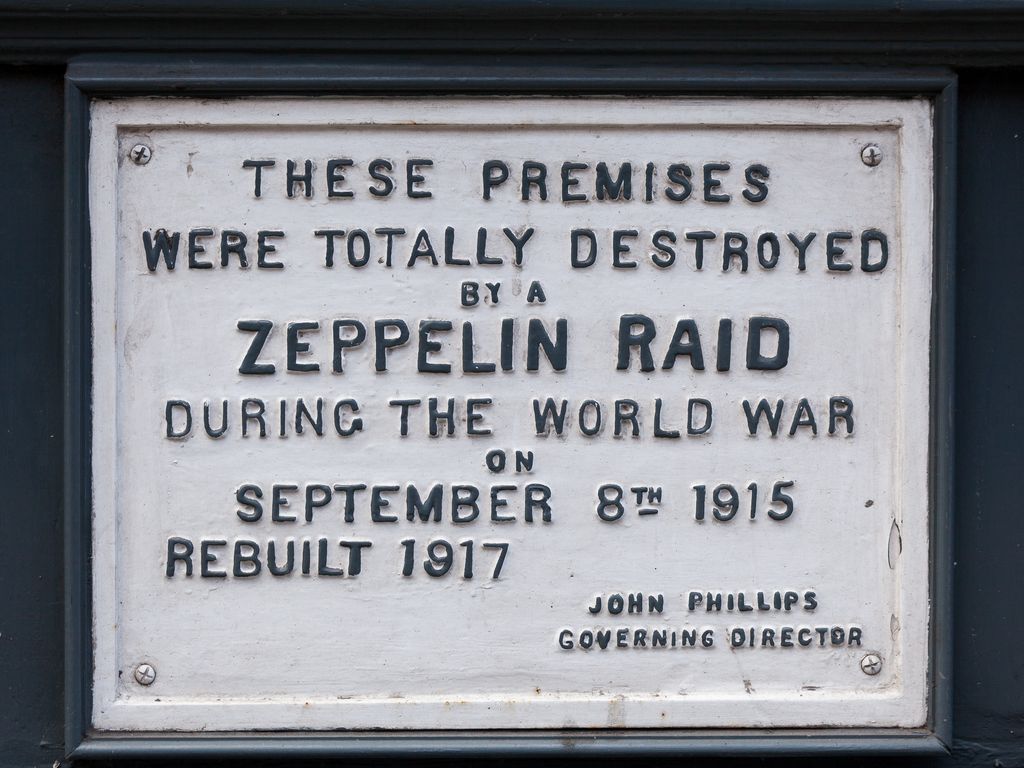 THESE PREMISES
WERE TOTALLY DESTROYED
BY A
ZEPPELIN RAID
DURING THE WORLD WAR
ON
SEPTEMBER 8TH 1915
REBUILT 1917
JOHN PHILLIPS
GOVERNING DIRECTOR